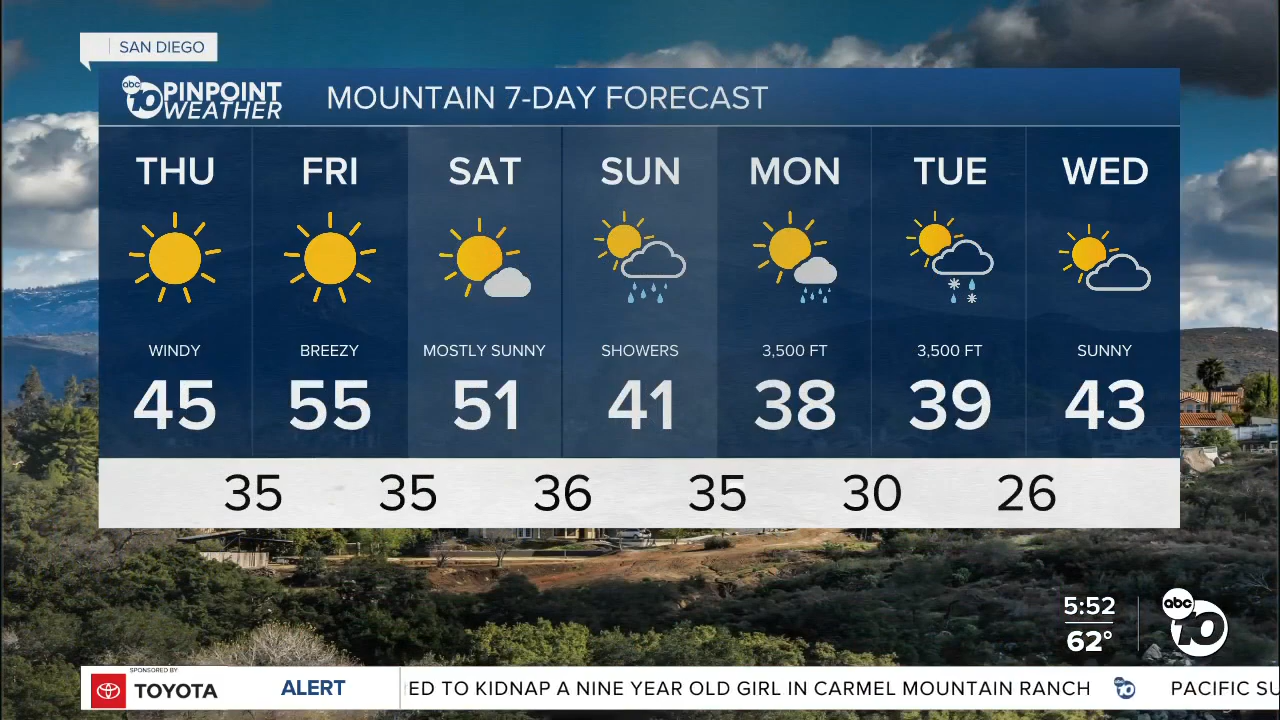 SAN DIEGO
abc 10 PINPOINT WEATHER
MOUNTAIN 7-DAY FORECAST
THU FRI SAT SUN MON TUE WED
WINDY BREEZY MOSTLY SUNNY SHOWERS 3,500 FT 3,500 FT SUNNY
45 55 51 41 38 39 43
35 35 36 35 30 26
5:52
62°
abc 10
SPONSORED BY
TOYOTA
ALERT
ED TO KIDNAP A NINE YEAR OLD GIRL IN CARMEL MOUNTAIN RANCH abc 10 PACIFIC SU